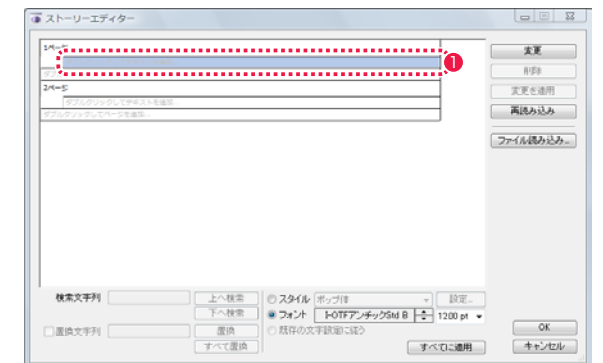 ストーリーエディター
1ページ
1
変更
削除
2ページ
変更を適用
ダブルクリックしてテキストを追加...
再読み込み
ダブルクリックしてページを追加...
ファイル読み込み...
検索文字列
上へ検索
スタイル
ポップ体
設定...
下へ検索
フォント
I-OTFアンチックStd B
1200 pt
置換文字列
置換
既存の文字設定に従う
OK
すべて置換
すべてに適用
キャンセル